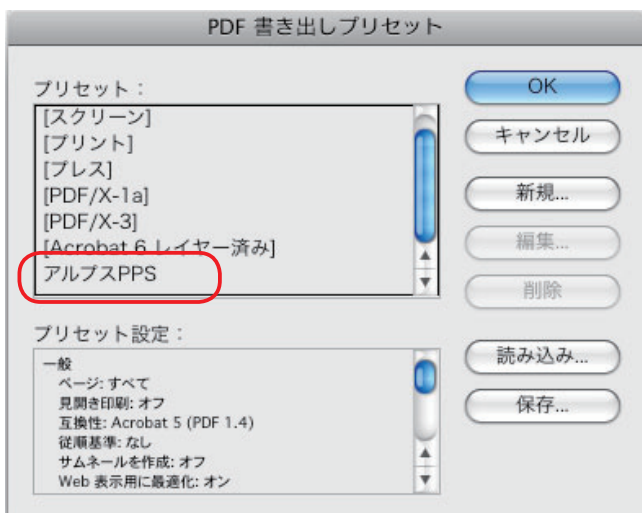 PDF 書き出しプリセット
プリセット：
[スクリーン]
[プリント]
[プレス]
[PDF/X-1a]
[PDF/X-3]
[Acrobat 6 レイヤー済み]
アルプスPPS
OK
キャンセル
新規...
編集...
削除
読み込み...
保存...
プリセット設定：
一般
ページ: すべて
見開き印刷: オフ
互換性: Acrobat 5 (PDF 1.4)
従順基準: なし
サムネールを作成: オフ
Web 表示用に最適化: オン